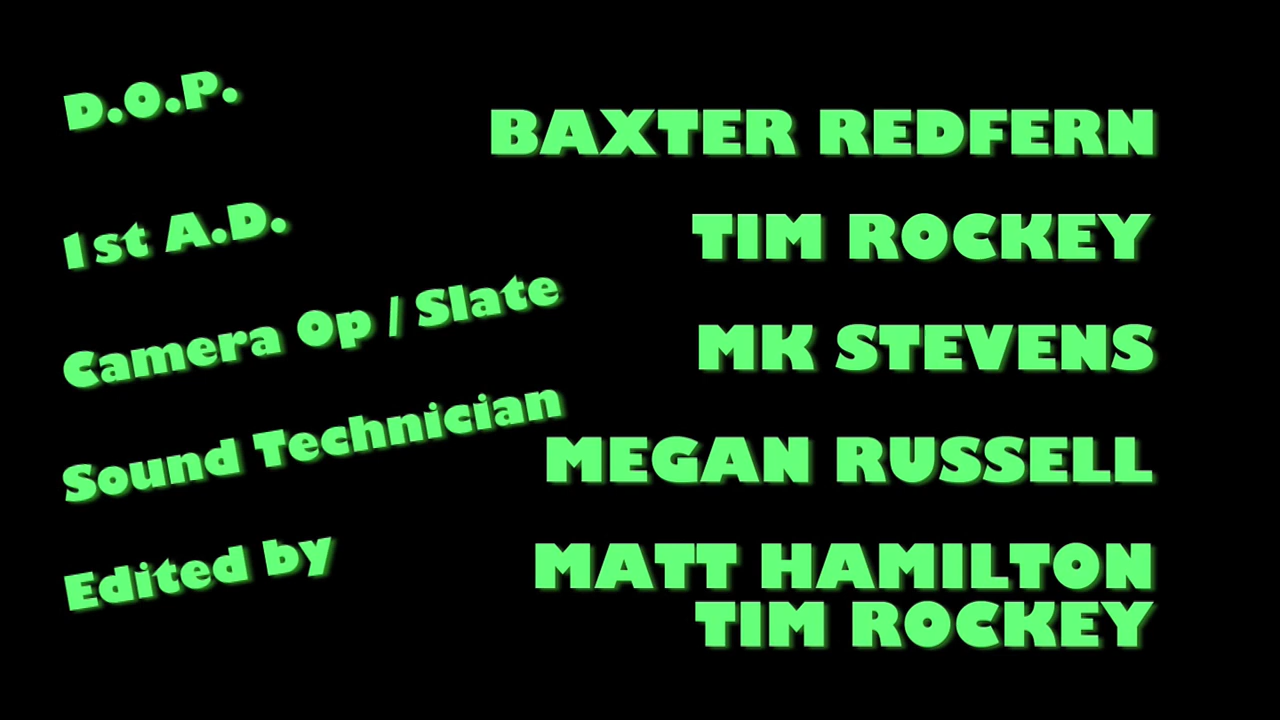 D.O.P.
BAXTER REDFERN
1st A.D.
TIM ROCKEY
Camera Op / Slate
MK STEVENS
Sound Technician
MEGAN RUSSELL
Edited by
MATT HAMILTON
TIM ROCKEY